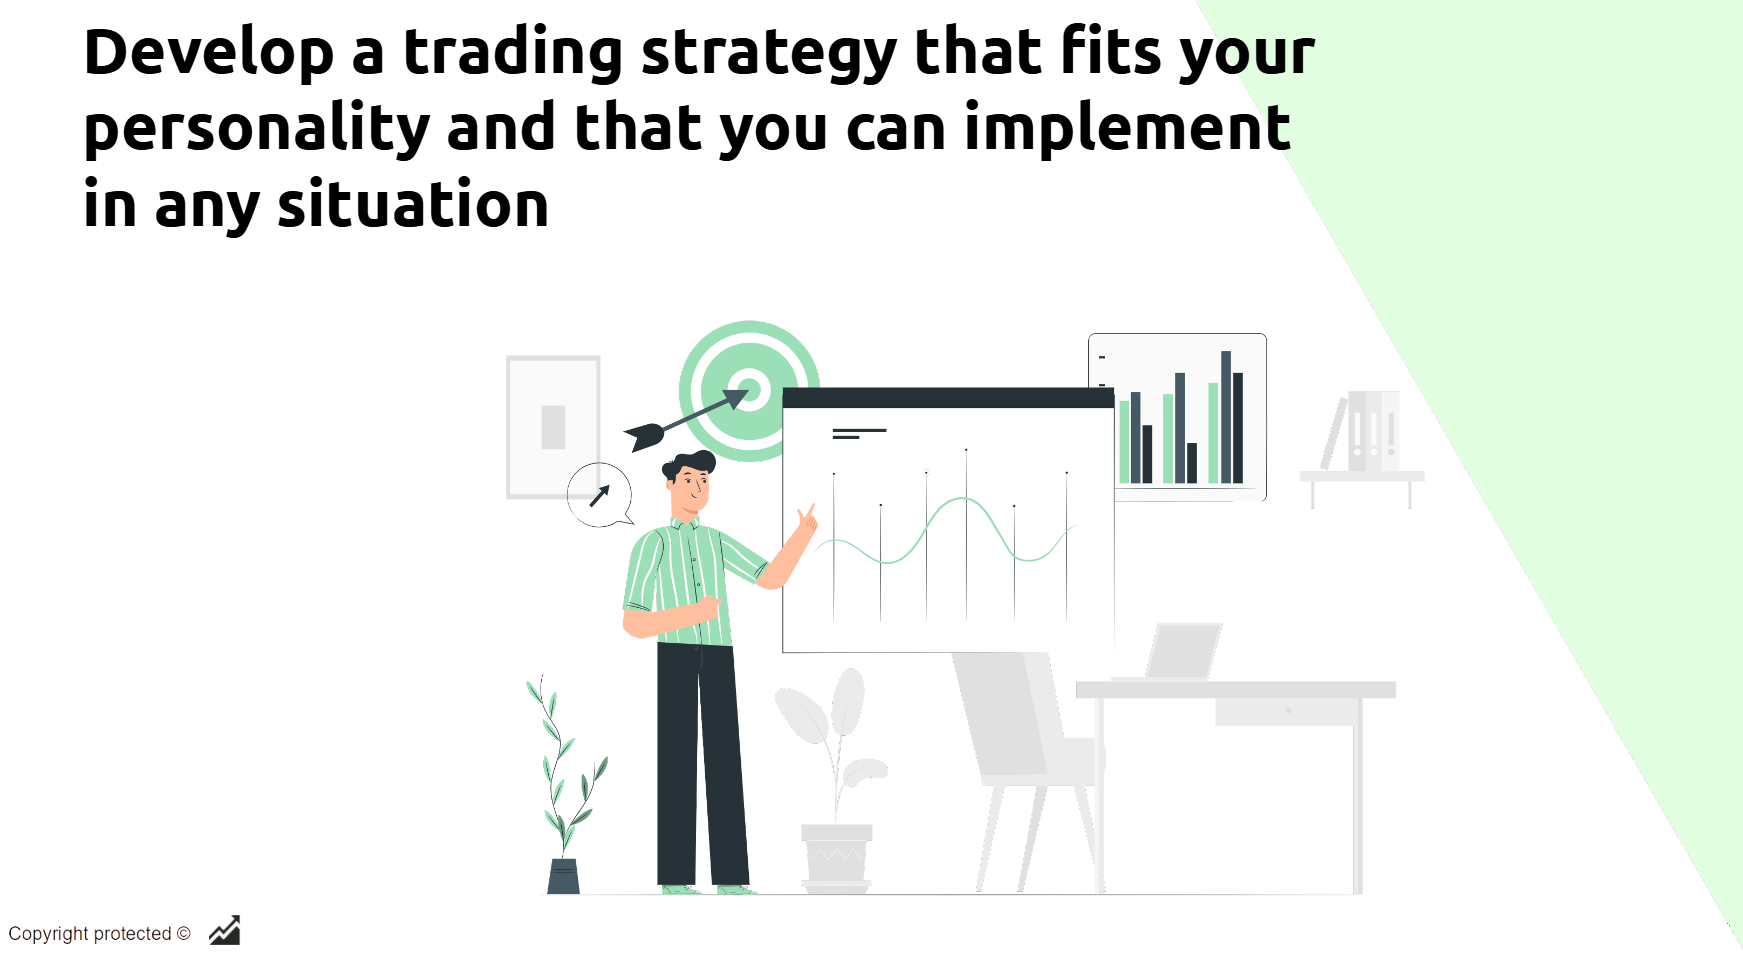 Develop a trading strategy that fits your
personality and that you can implement
in any situation
Copyright protected ©